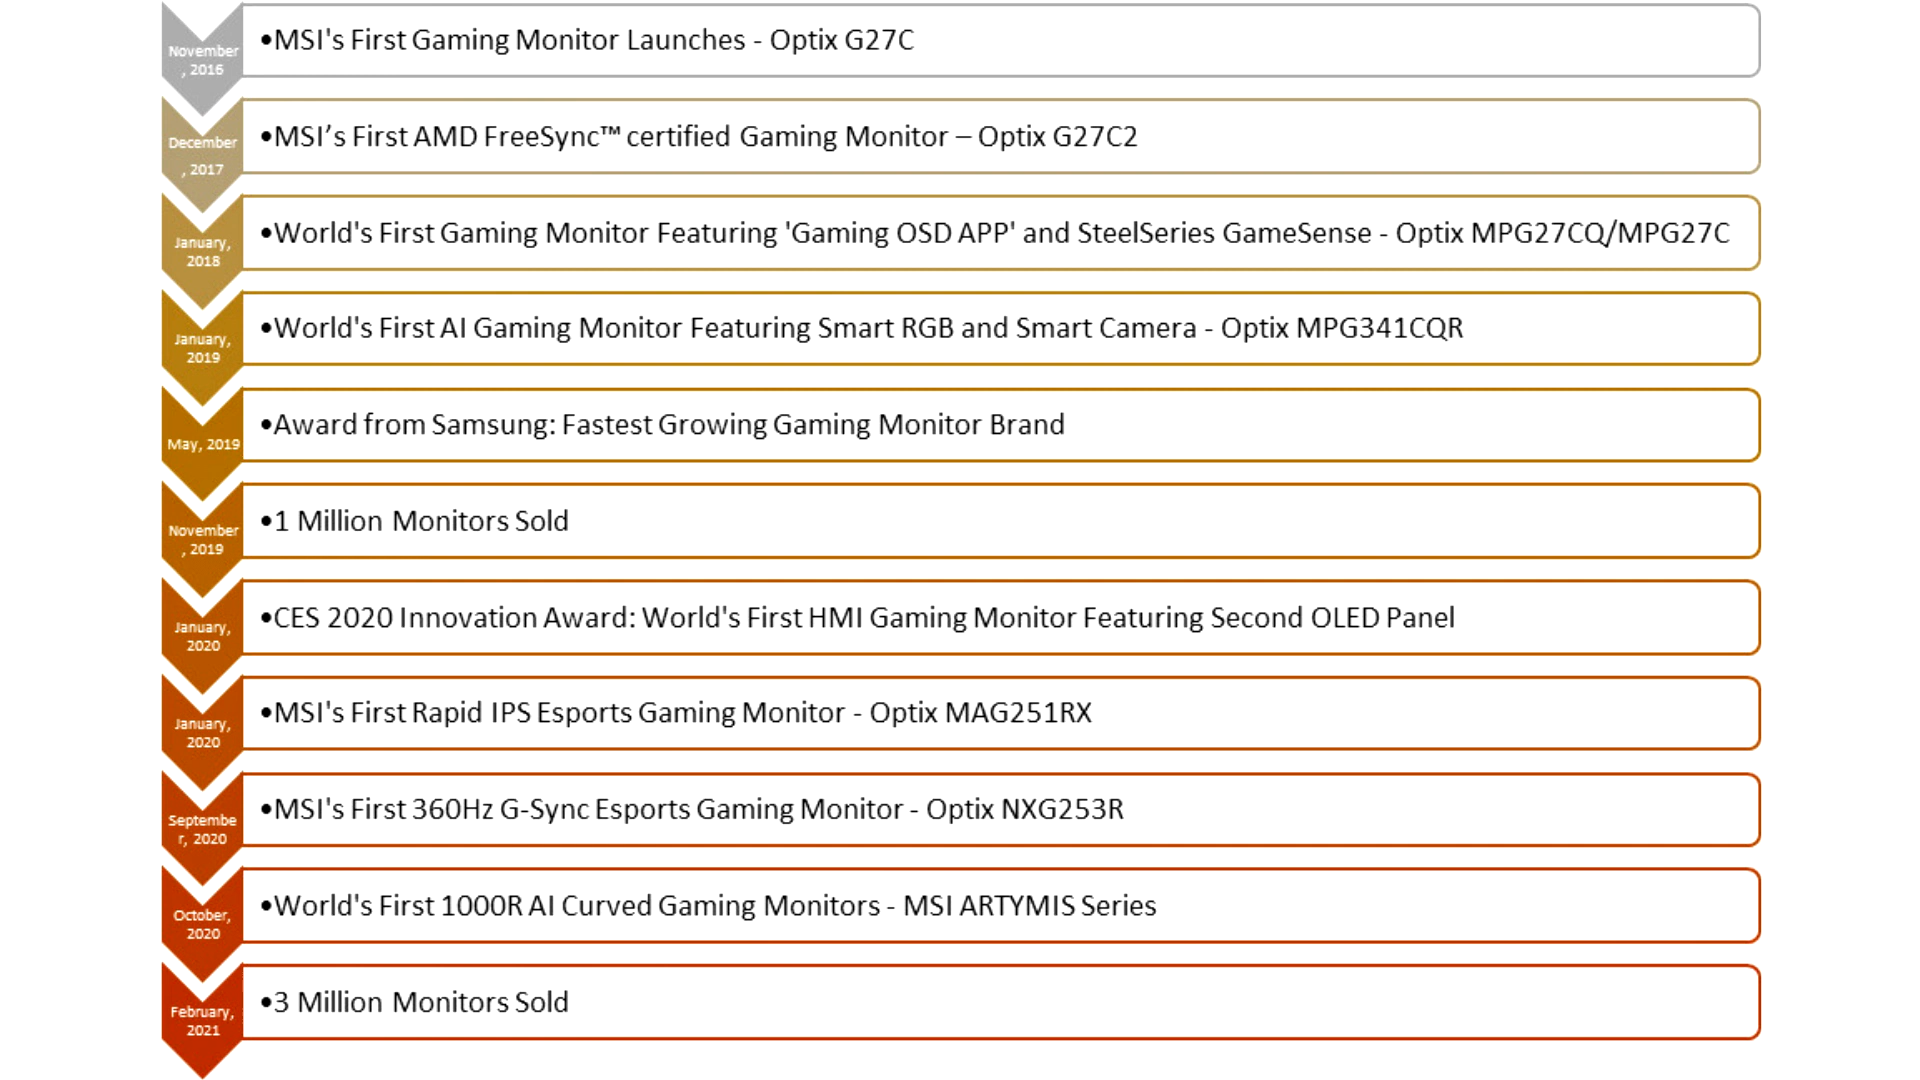 November
, 2016
•MSI's First Gaming Monitor Launches - Optix G27C
December
, 2017
•MSI’s First AMD FreeSync™ certified Gaming Monitor – Optix G27C2
January,
2018
•World's First Gaming Monitor Featuring 'Gaming OSD APP' and SteelSeries GameSense - Optix MPG27CQ/MPG27C
January,
2019
•World's First AI Gaming Monitor Featuring Smart RGB and Smart Camera - Optix MPG341CQR
May, 2019
•Award from Samsung: Fastest Growing Gaming Monitor Brand
November
, 2019
•1 Million Monitors Sold
January,
2020
•CES 2020 Innovation Award: World's First HMI Gaming Monitor Featuring Second OLED Panel
January,
2020
•MSI's First Rapid IPS Esports Gaming Monitor - Optix MAG251RX
Septembe
r, 2020
•MSI's First 360Hz G-Sync Esports Gaming Monitor - Optix NXG253R
October,
2020
•World's First 1000R AI Curved Gaming Monitors - MSI ARTYMIS Series
February,
2021
•3 Million Monitors Sold